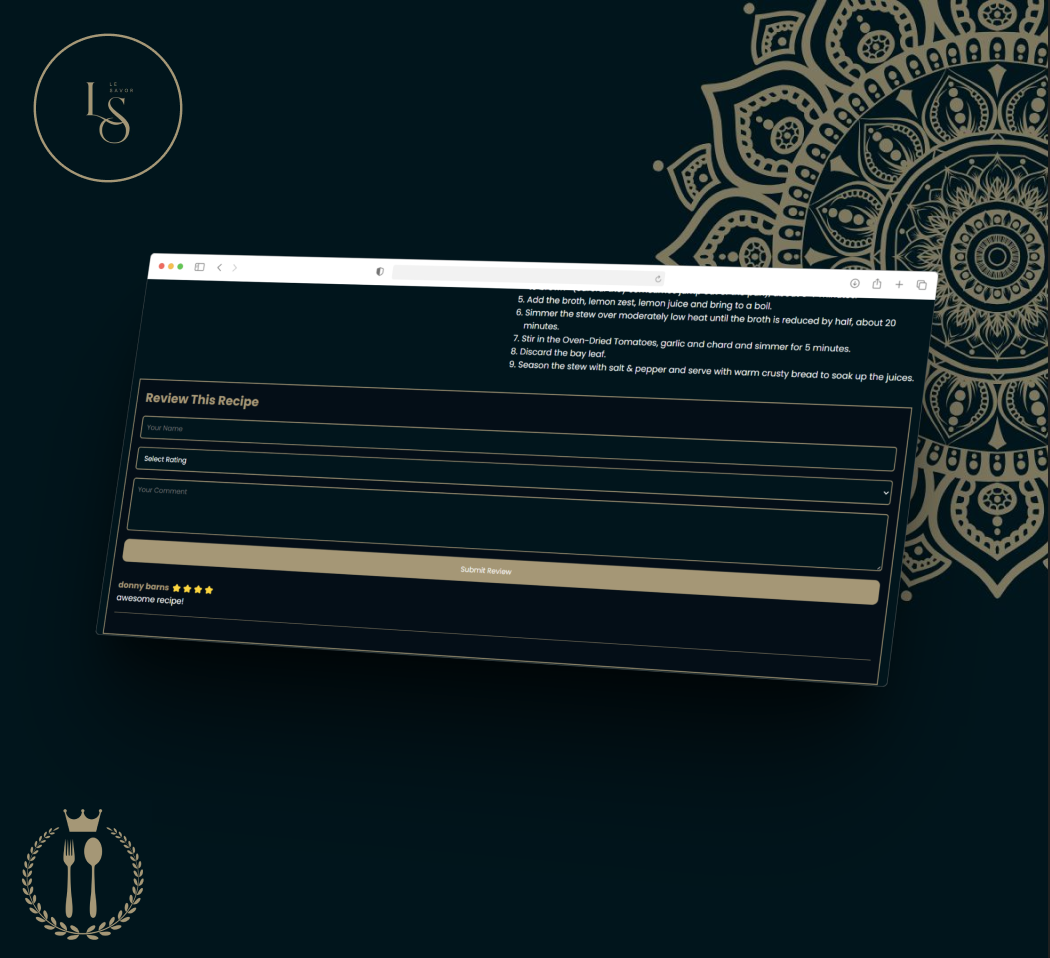 LE
SAVOR
LS
5. Add the broth, lemon zest, lemon juice and bring to a boil.
6. Simmer the stew over moderately low heat until the broth is reduced by half, about 20
minutes.
7. Stir in the Oven-Dried Tomatoes, garlic and chard and simmer for 5 minutes.
8. Discard the bay leaf.
9. Season the stew with salt & pepper and serve with warm crusty bread to soak up the juices.
Review This Recipe
Your Name
Select Rating
Your Comment
Submit Review
donny barns
awesome recipe!